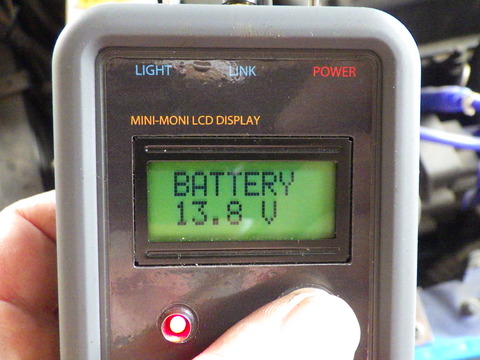 LIGHT LINK POWER
MINI-MONI LCD DISPLAY
BATTERY
13.8 V